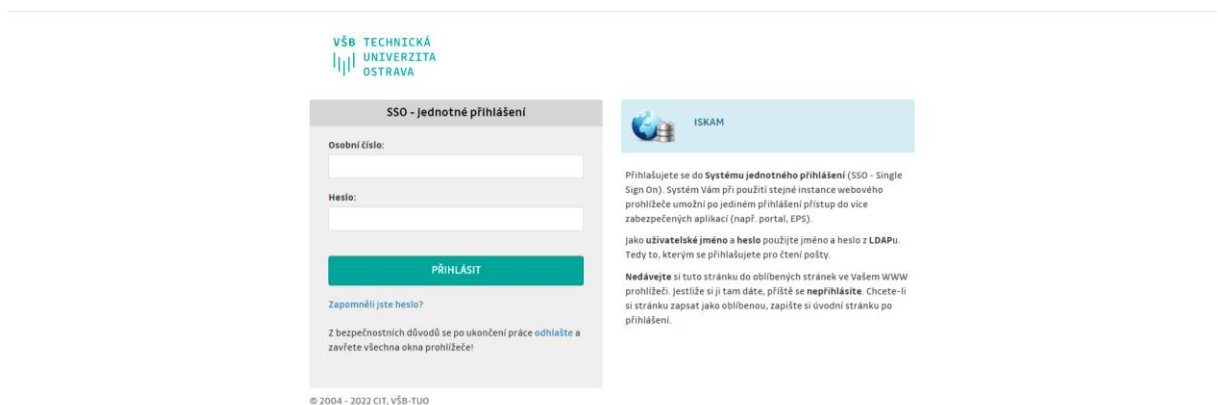 VŠB TECHNICKÁ
UNIVERZITA
OSTRAVA
SSO - jednotné přihlášení
Osobní číslo:
Heslo:
PŘIHLÁSIT
Zapomněli jste heslo?
Z bezpečnostních důvodů se po ukončení práce odhlašte a
zavřete všechna okna prohlížeče!
ISKAM
Přihlašujete se do Systému jednotného přihlášení (SSO - Single
Sign On). Systém Vám při použití stejné instance webového
prohlížeče umožní po jediném přihlášení přístup do více
zabezpečených aplikací (např. portal, EPS).
Jako uživatelské jméno a heslo použijte jméno a heslo z LDAPu.
Tedy to, kterým se přihlašujete pro čtení pošty.
Nedávejte si tuto stránku do oblíbených stránek ve Vašem WWW
prohlížeči. Jestliže si ji tam dáte, příště se nepřihlásíte. Chcete-li
si stránku zapsat jako oblíbenou, zapište si úvodní stránku po
přihlášení.
© 2004 - 2022 CIT, VŠB-TUO